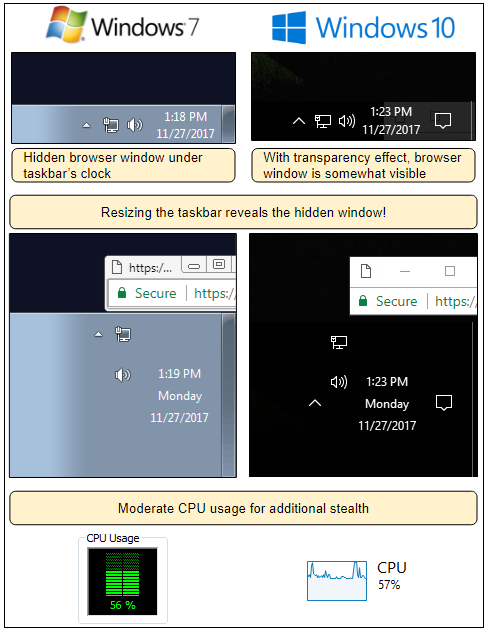 Windows 7
Windows 10
1:18 PM
11/27/2017
1:23 PM
11/27/2017
Hidden browser window under
taskbar's clock
With transparency effect, browser
window is somewhat visible
Resizing the taskbar reveals the hidden window!
https:/...
Secure
https:/
1:19 PM
Monday
11/27/2017
Secure
https:/
1:23 PM
Monday
11/27/2017
Moderate CPU usage for additional stealth
CPU Usage
56 %
CPU
57%